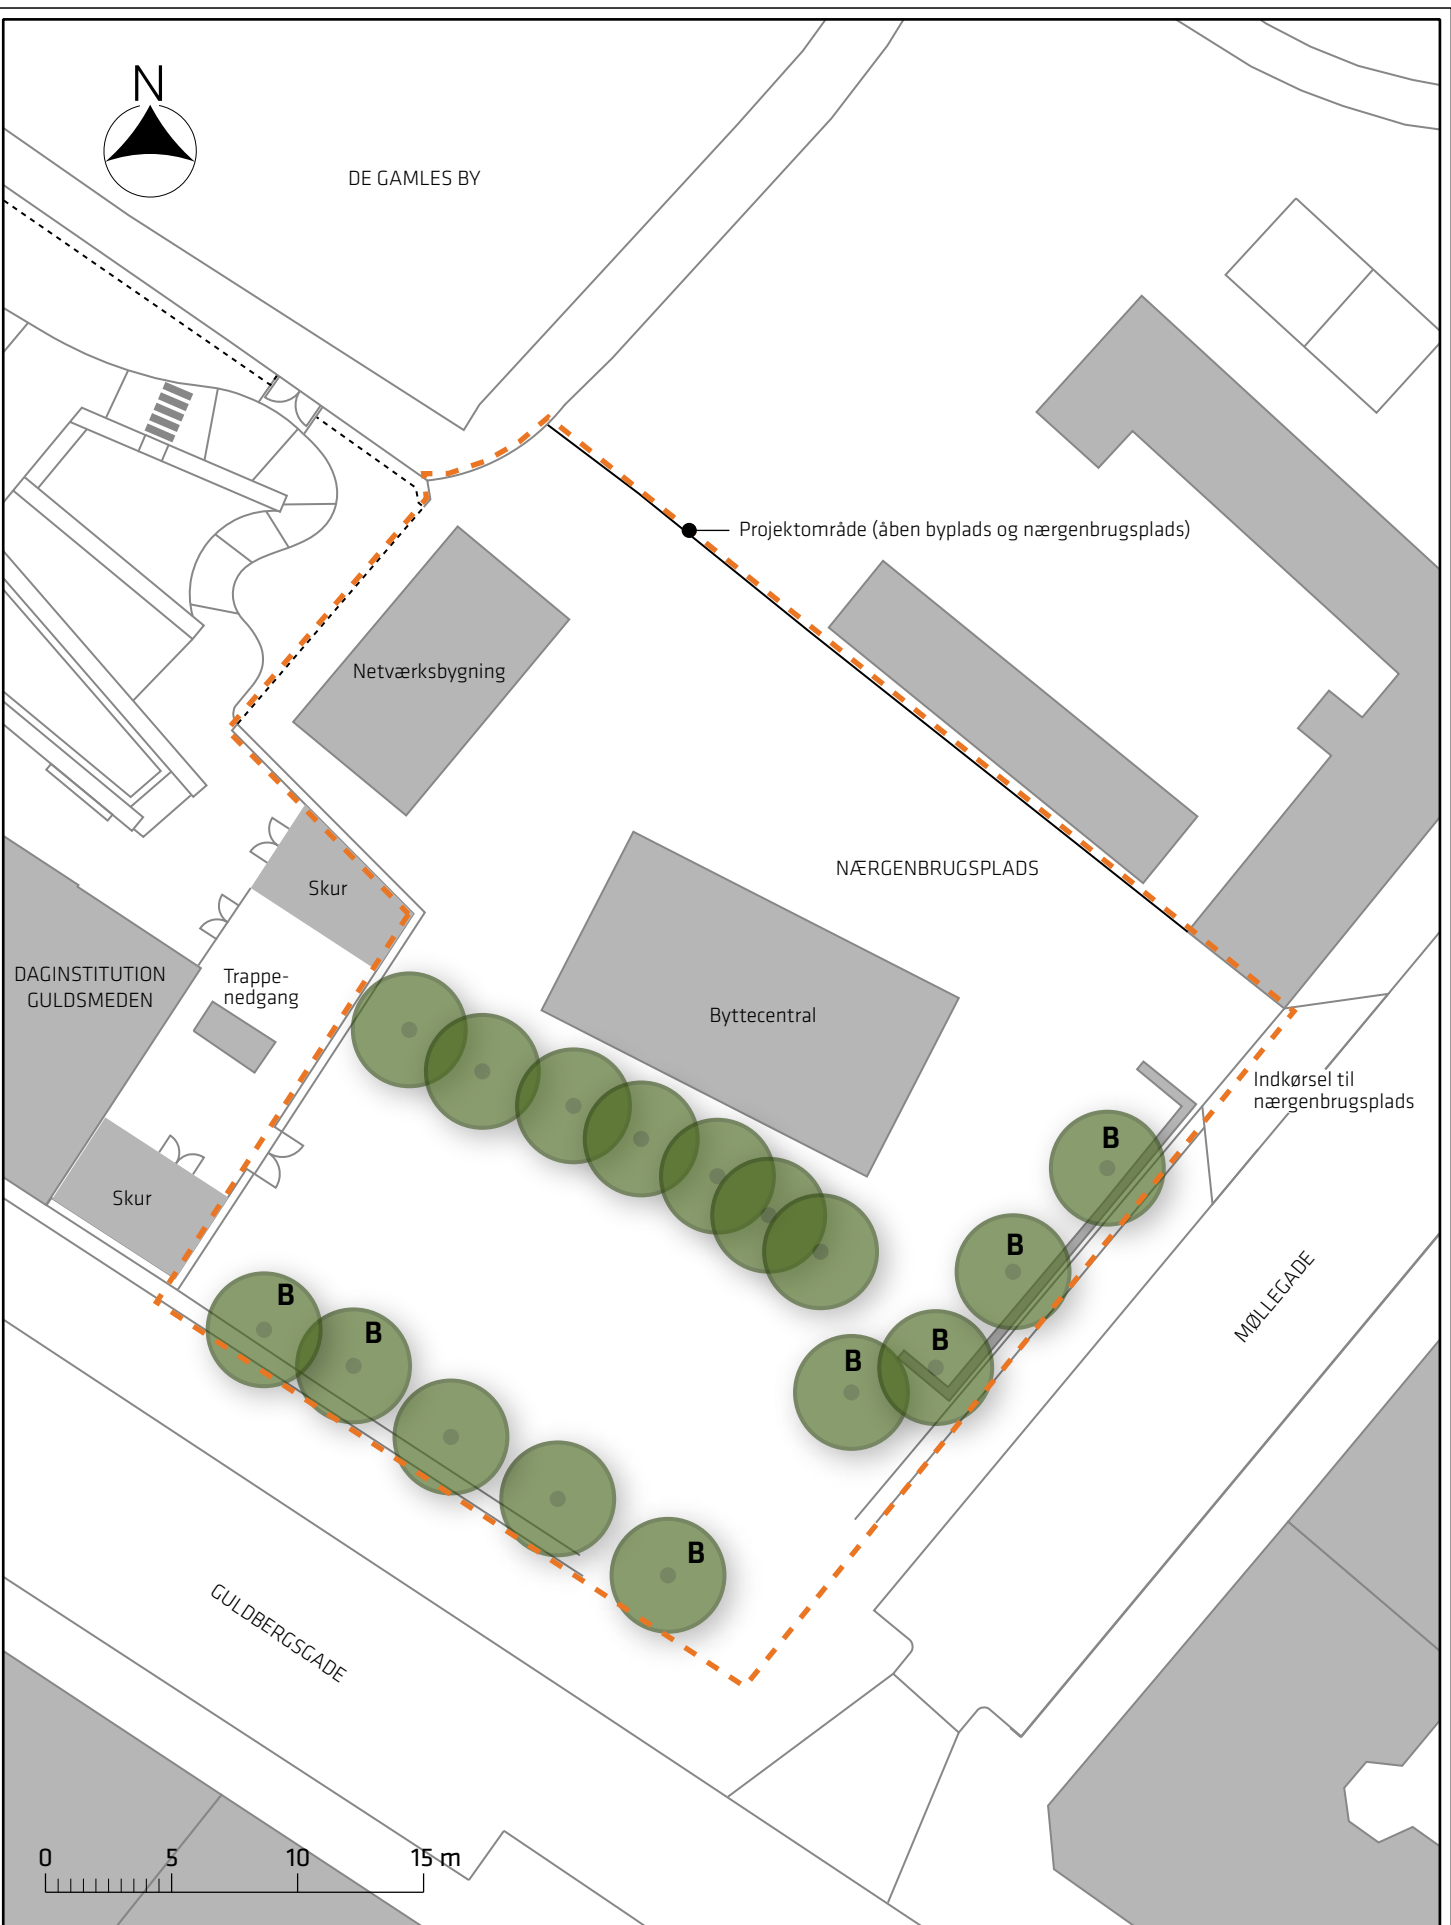 N
DE GAMLES BY
Projektområde (åben byplads og nærgenbrugsplads)
Netværksbygning
NÆRGENBRUGSPLADS
Skur
DAGINSTITUTION
GULDSMEDEN
Trappe-
nedgang
Byttecentral
Indkørsel til
nærgenbrugsplads
B
Skur
B
B
B
B
B
B
MØLLEGADE
GULDBERGSGADE
0 5 10 15 m